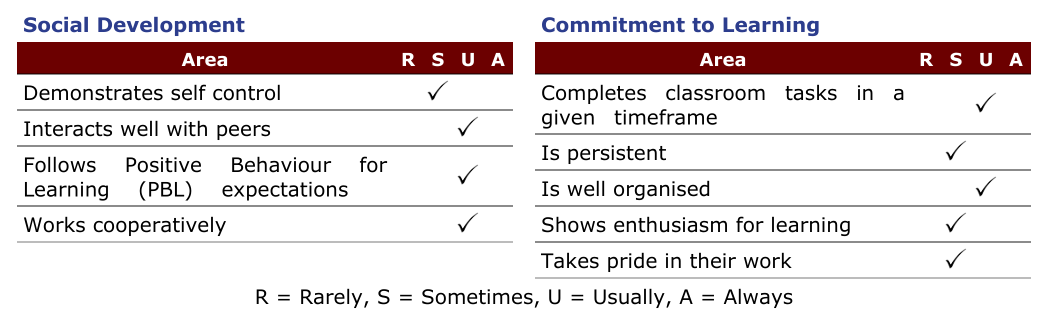 Social Development
Area R S U A
Demonstrates self control ✓
Interacts well with peers ✓
Follows Positive Behaviour for
Learning (PBL) expectations ✓
Works cooperatively ✓
Commitment to Learning
Area R S U A
Completes classroom tasks in a
given timeframe ✓
Is persistent ✓
Is well organised ✓
Shows enthusiasm for learning ✓
Takes pride in their work ✓
R = Rarely, S = Sometimes, U = Usually, A = Always